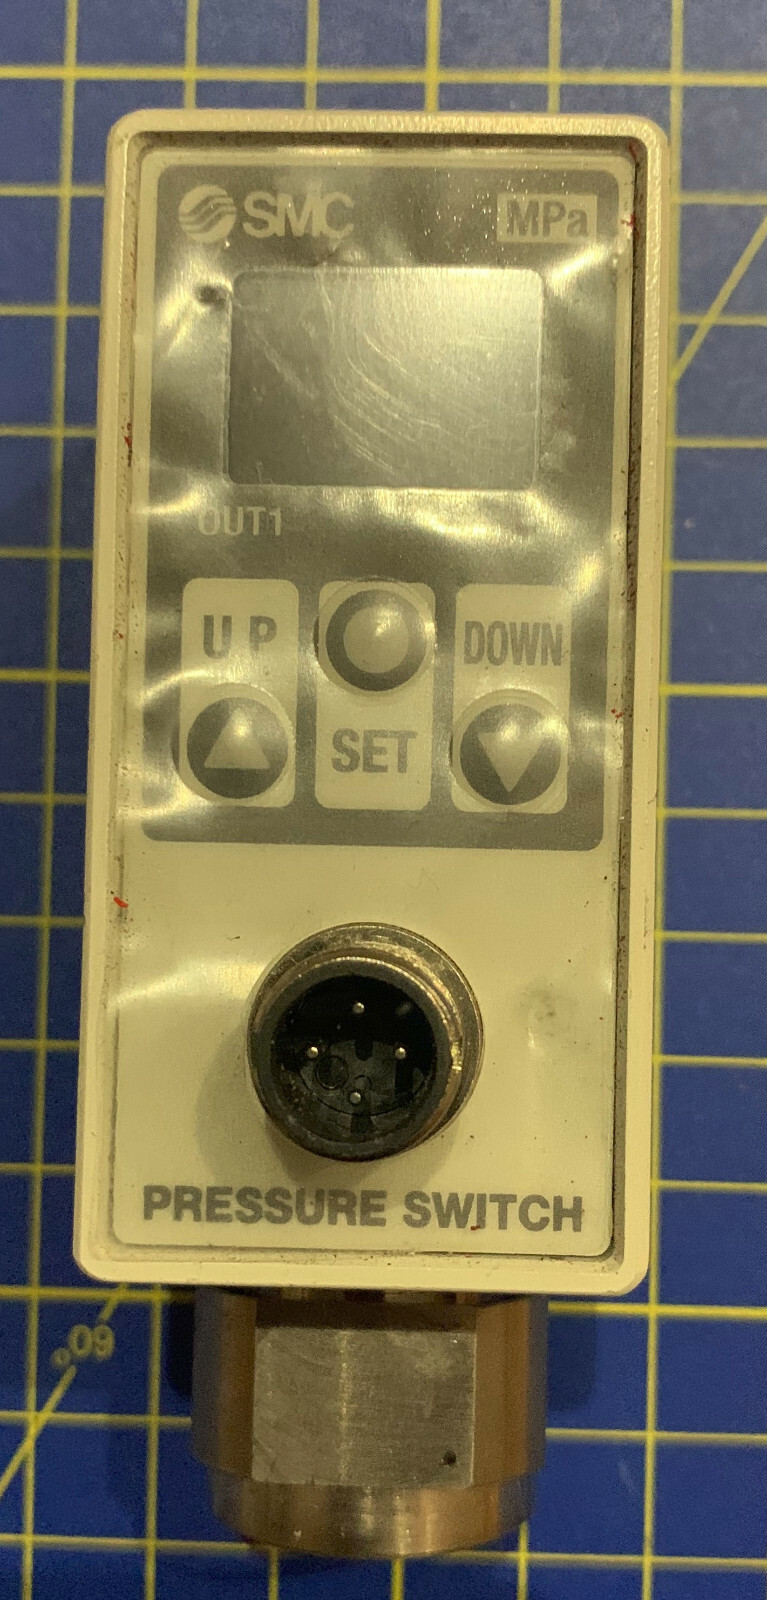 SMC MPa
OUT1
UP DOWN
SET
PRESSURE SWITCH
60°